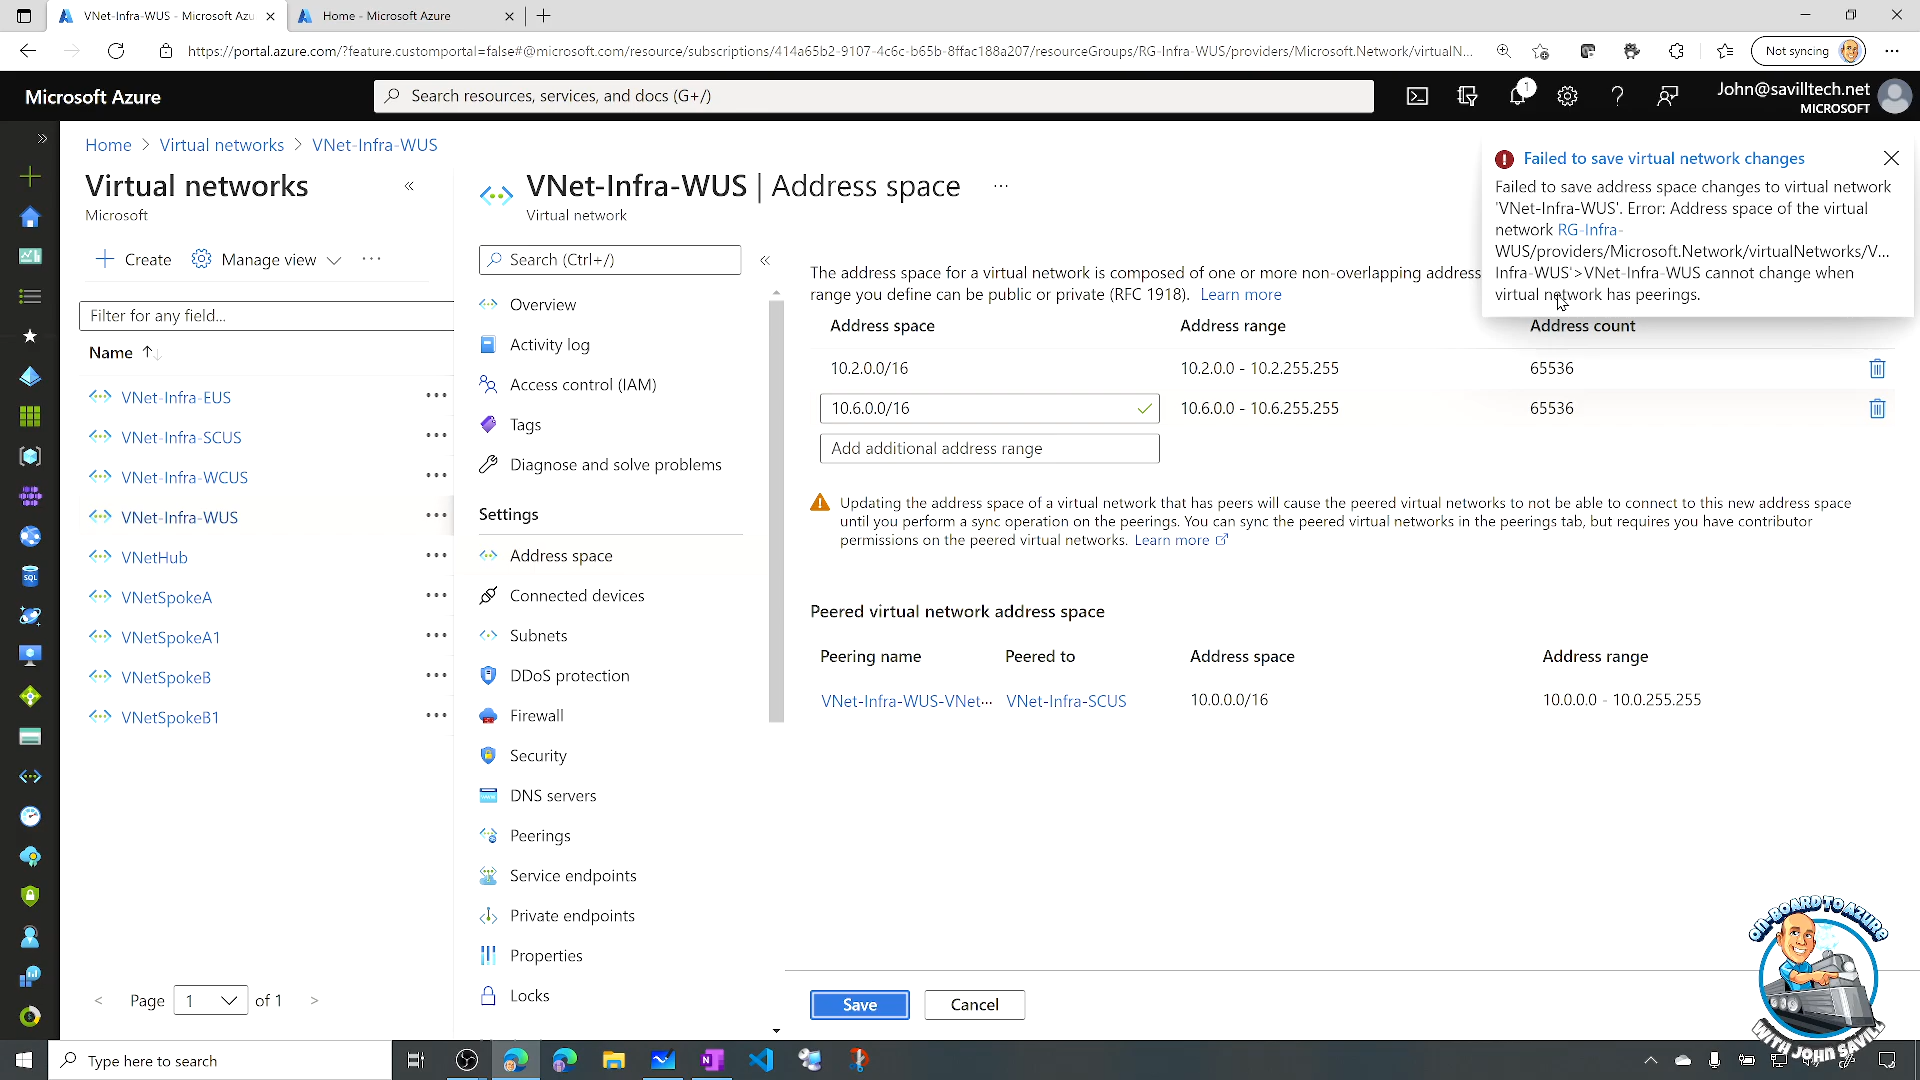 VNet-Infra-WUS - Microsoft Azu
Home - Microsoft Azure
https://portal.azure.com/?feature.customportal=false#@microsoft.com/resource/subscriptions/414a65b2-9107-4c6c-b65b-8ffac188a207/resourceGroups/RG-Infra-WUS/providers/Microsoft.Network/virtualN...
Not syncing
Microsoft Azure
Search resources, services, and docs (G+/)
1
John@savilltech.net
MICROSOFT
Home > Virtual networks > VNet-Infra-WUS
Virtual networks
Microsoft
Create
Manage view
Filter for any field...
Name
VNet-Infra-EUS
VNet-Infra-SCUS
VNet-Infra-WCUS
VNet-Infra-WUS
VNetHub
VNetSpokeA
VNetSpokeA1
VNetSpokeB
VNetSpokeB1
< Page 1 of 1 >
VNet-Infra-WUS | Address space
Virtual network
Search (Ctrl+/)
Overview
Activity log
Access control (IAM)
Tags
Diagnose and solve problems
Settings
Address space
Connected devices
Subnets
DDoS protection
Firewall
Security
DNS servers
Peerings
Service endpoints
Private endpoints
Properties
Locks
The address space for a virtual network is composed of one or more non-overlapping address
range you define can be public or private (RFC 1918). Learn more
Address space Address range Address count
10.2.0.0/16 10.2.0.0 - 10.2.255.255 65536
10.6.0.0/16 10.6.0.0 - 10.6.255.255 65536
Add additional address range
Updating the address space of a virtual network that has peers will cause the peered virtual networks to not be able to connect to this new address space
until you perform a sync operation on the peerings. You can sync the peered virtual networks in the peerings tab, but requires you have contributor
permissions on the peered virtual networks. Learn more
Peered virtual network address space
Peering name Peered to Address space Address range
VNet-Infra-WUS-VNet... VNet-Infra-SCUS 10.0.0.0/16 10.0.0.0 - 10.0.255.255
Save
Cancel
Failed to save virtual network changes
Failed to save address space changes to virtual network
'VNet-Infra-WUS'. Error: Address space of the virtual
network RG-Infra-
WUS/providers/Microsoft.Network/virtualNetworks/V...
Infra-WUS'>VNet-Infra-WUS cannot change when
virtual network has peerings.
ON-BOARD TO AZURE
WITH JOHN SAVILL
SQL
Type here to search